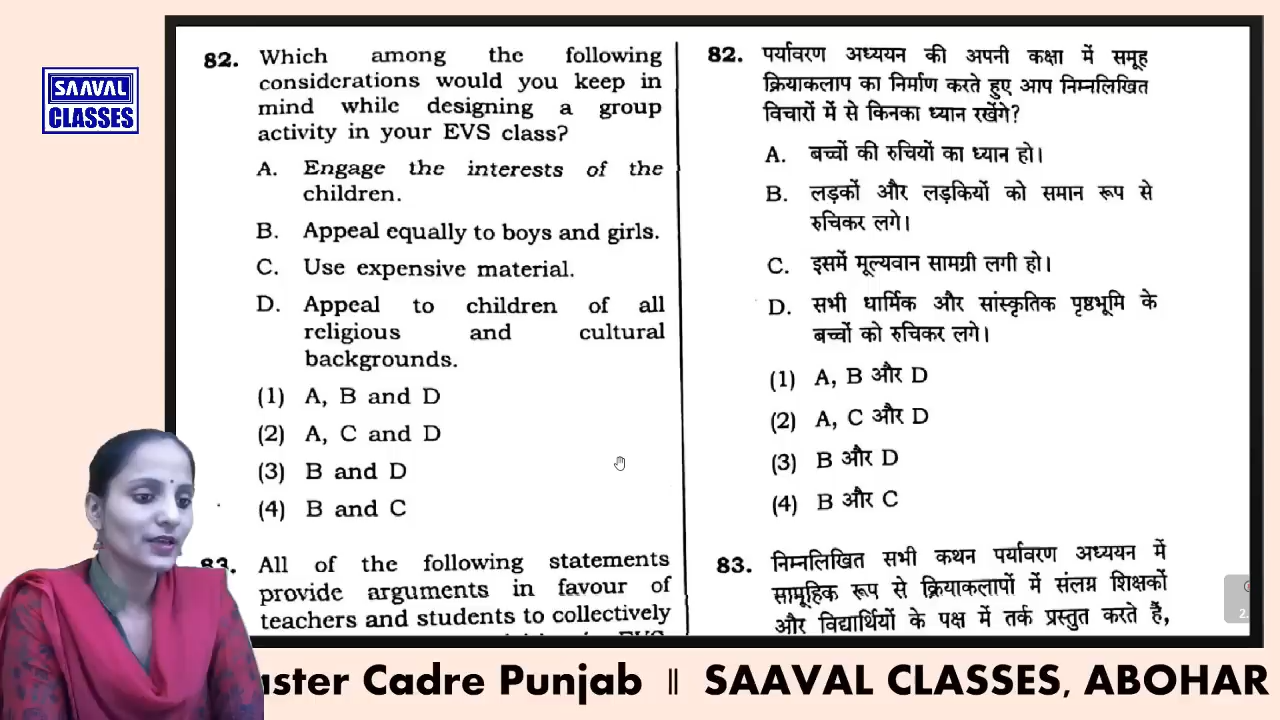 SAAVAL
CLASSES
82. Which among the following
considerations would you keep in
mind while designing a group
activity in your EVS class?
A. Engage the interests of the
children.
B. Appeal equally to boys and girls.
C. Use expensive material.
D. Appeal to children of all
religious and cultural
backgrounds.
(1) A, B and D
(2) A, C and D
(3) B and D
(4) B and C
83. All of the following statements
provide arguments in favour of
teachers and students to collectively
82. पर्यावरण अध्ययन की अपनी कक्षा में समूह
क्रियाकलाप का निर्माण करते हुए आप निम्नलिखित
विचारों में से किनका ध्यान रखेंगे?
A. बच्चों की रुचियों का ध्यान हो।
B. लड़कों और लड़कियों को समान रूप से
रुचिकर लगे।
C. इसमें मूल्यवान सामग्री लगी हो।
D. सभी धार्मिक और सांस्कृतिक पृष्ठभूमि के
बच्चों को रुचिकर लगे।
(1) A, B और D
(2) A, C और D
(3) B और D
(4) B और C
83. निम्नलिखित सभी कथन पर्यावरण अध्ययन में
सामूहिक रूप से क्रियाकलापों में संलग्न शिक्षकों
और विद्यार्थियों के पक्ष में तर्क प्रस्तुत करते हैं,
aster Cadre Punjab || SAAVAL CLASSES, ABOHAR